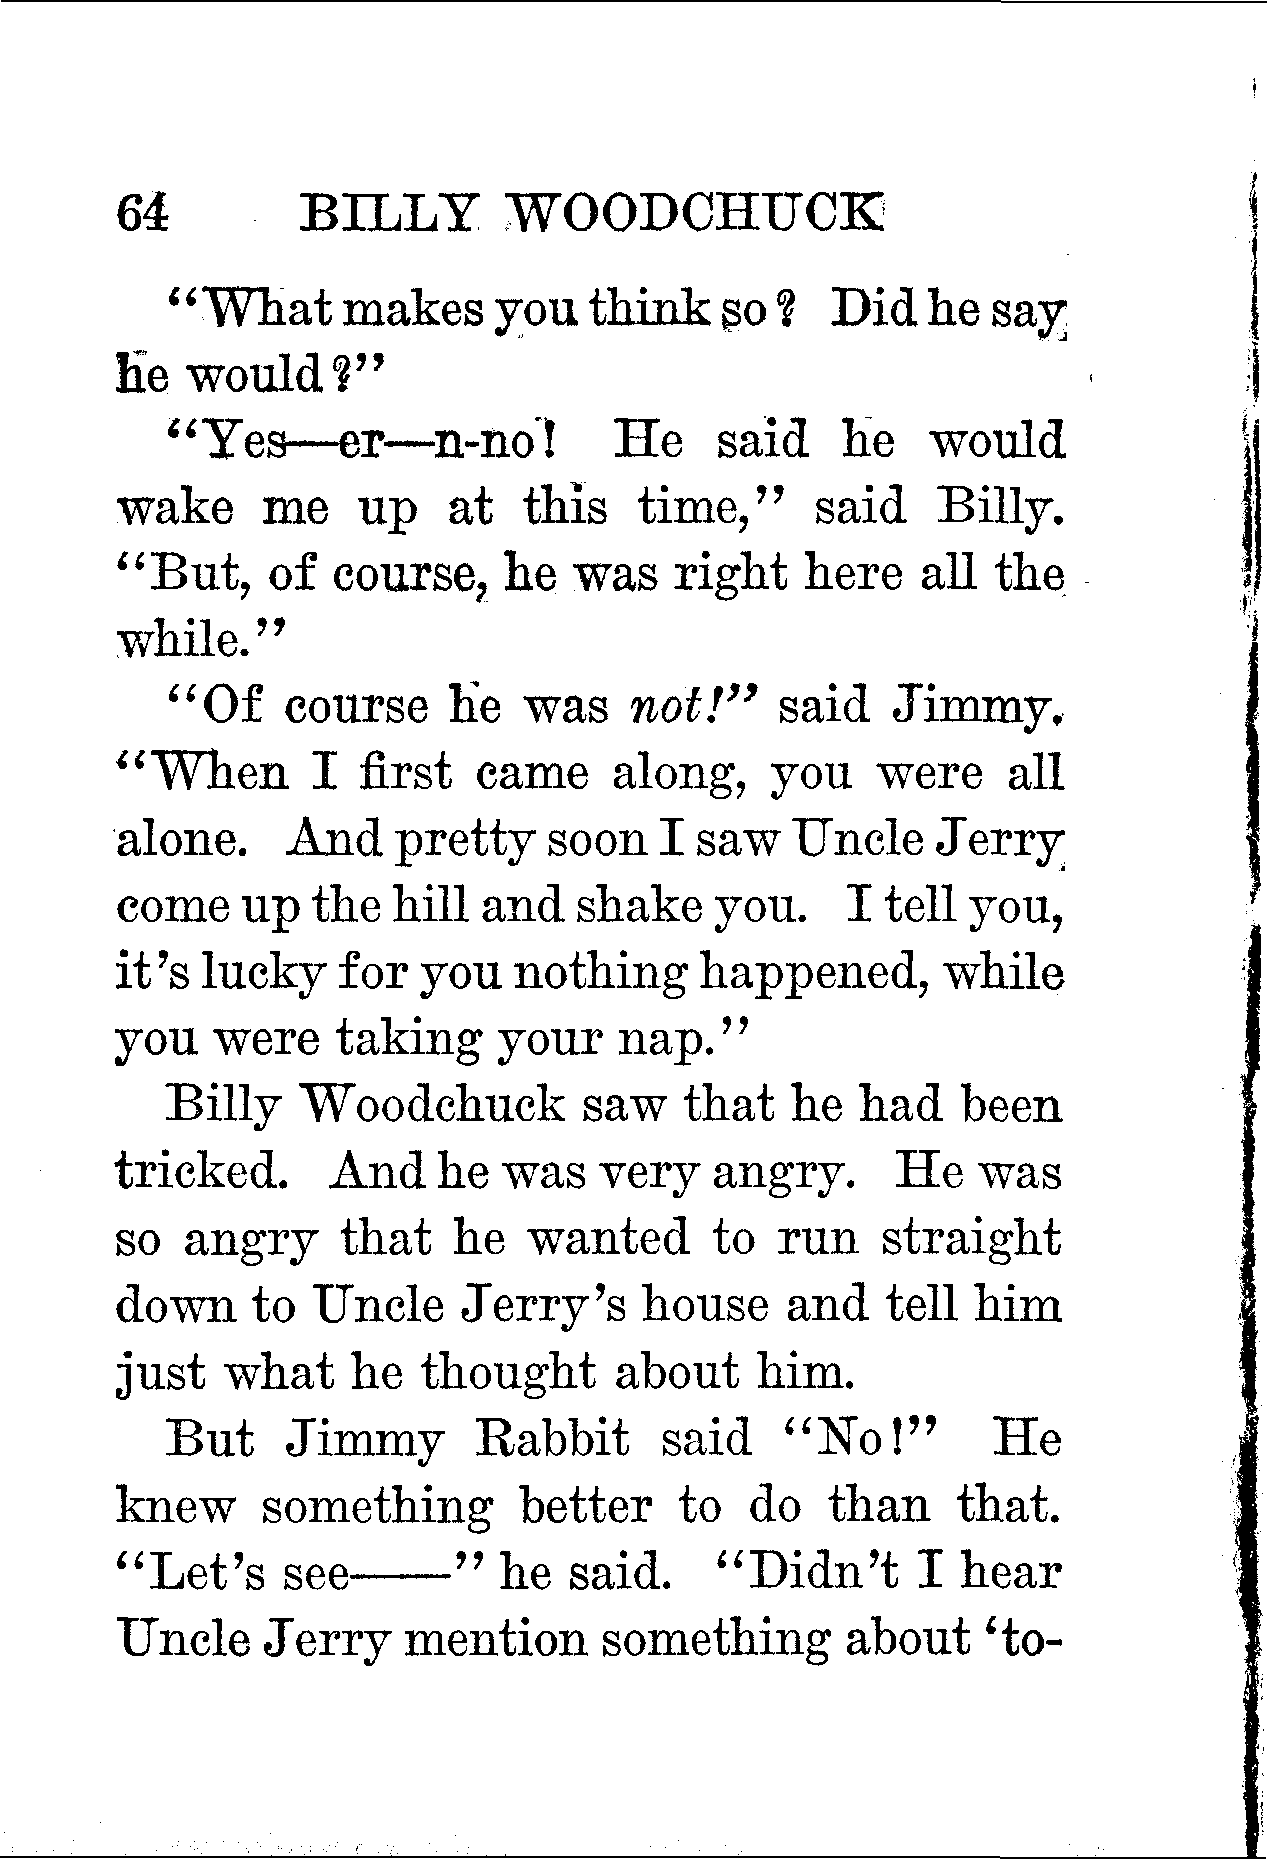 64 BILLY WOODCHUCK
“What makes you think so? Did he say
he would?”
“Yes—er—n-no! He said he would
wake me up at this time,” said Billy.
“But, of course, he was right here all the
while.”
“Of course he was not!” said Jimmy.
“When I first came along, you were all
alone. And pretty soon I saw Uncle Jerry
come up the hill and shake you. I tell you,
it’s lucky for you nothing happened, while
you were taking your nap.”
Billy Woodchuck saw that he had been
tricked. And he was very angry. He was
so angry that he wanted to run straight
down to Uncle Jerry’s house and tell him
just what he thought about him.
But Jimmy Rabbit said “No!” He
knew something better to do than that.
“Let’s see——” he said. “Didn’t I hear
Uncle Jerry mention something about ‘to-